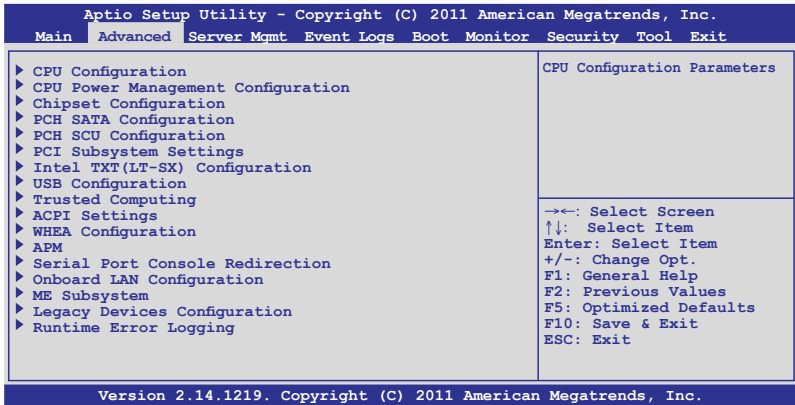 Aptio Setup Utility - Copyright (C) 2011 American Megatrends, Inc.
Main Advanced Server Mgmt Event Logs Boot Monitor Security Tool Exit
CPU Configuration
CPU Power Management Configuration
Chipset Configuration
PCH SATA Configuration
PCH SCU Configuration
PCI Subsystem Settings
Intel TXT(LT-SX) Configuration
USB Configuration
Trusted Computing
ACPI Settings
WHEA Configuration
APM
Serial Port Console Redirection
Onboard LAN Configuration
ME Subsystem
Legacy Devices Configuration
Runtime Error Logging
CPU Configuration Parameters
→←: Select Screen
↑↓: Select Item
Enter: Select Item
+/-: Change Opt.
F1: General Help
F2: Previous Values
F5: Optimized Defaults
F10: Save & Exit
ESC: Exit
Version 2.14.1219. Copyright (C) 2011 American Megatrends, Inc.